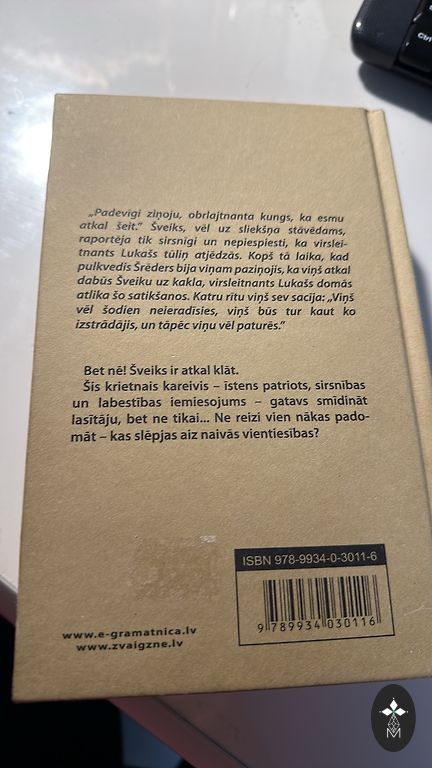 „Padevīgi ziņoju, obrlajtnanta kungs, ka esmu
atkal šeit.” Šveiks, vēl uz sliekšņa stāvēdams,
raportēja tik sirsnīgi un nepiespiesti, ka virslei-
tnants Lukašs tūliņ atjēdzās. Kopš tā laika, kad
pulkvedis Šrēders bija viņam paziņojis, ka viņš atkal
dabūs Šveiku uz kakla, virsleitnants Lukašs domās
atlika šo satikšanos. Katru rītu viņš sev sacīja: „Viņš
vēl šodien neieradīsies, viņš būs tur kaut ko
izstrādājis, un tāpēc viņu vēl paturēs.”
Bet nē! Šveiks ir atkal klāt.
Šis krietnais kareivis – īstens patriots, sirsnības
un labestības iemiesojums – gatavs smīdināt
lasītāju, bet ne tikai... Ne reizi vien nākas pado-
māt – kas slēpjas aiz naivās vientiesības?
ISBN 978-9934-0-3011-6
9 789934 030116
www.e-gramatnica.lv
www.zvaigzne.lv
Ctrl
M